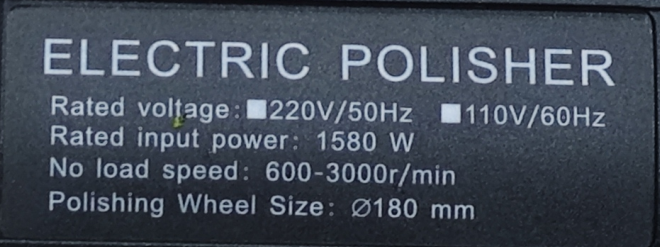 ELECTRIC POLISHER
Rated voltage: ■220V/50Hz ■110V/60Hz
Rated input power: 1580 W
No load speed: 600-3000r/min
Polishing Wheel Size: Ø180 mm